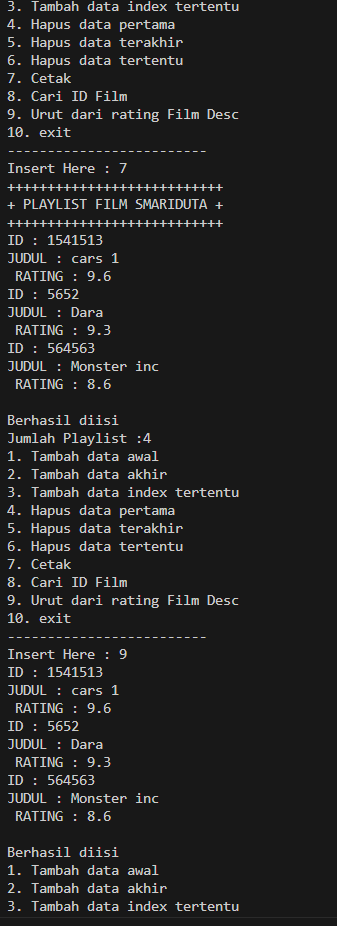 3. Tambah data index tertentu
4. Hapus data pertama
5. Hapus data terakhir
6. Hapus data tertentu
7. Cetak
8. Cari ID Film
9. Urut dari rating Film Desc
10. exit
-------------------------
Insert Here : 7
+++++++++++++++++++++++++++
+ PLAYLIST FILM SMARIDUTA +
+++++++++++++++++++++++++++
ID : 1541513
JUDUL : cars 1
 RATING : 9.6
ID : 5652
JUDUL : Dara
 RATING : 9.3
ID : 564563
JUDUL : Monster inc
 RATING : 8.6
Berhasil diisi
Jumlah Playlist :4
1. Tambah data awal
2. Tambah data akhir
3. Tambah data index tertentu
4. Hapus data pertama
5. Hapus data terakhir
6. Hapus data tertentu
7. Cetak
8. Cari ID Film
9. Urut dari rating Film Desc
10. exit
-------------------------
Insert Here : 9
ID : 1541513
JUDUL : cars 1
 RATING : 9.6
ID : 5652
JUDUL : Dara
 RATING : 9.3
ID : 564563
JUDUL : Monster inc
 RATING : 8.6
Berhasil diisi
1. Tambah data awal
2. Tambah data akhir
3. Tambah data index tertentu